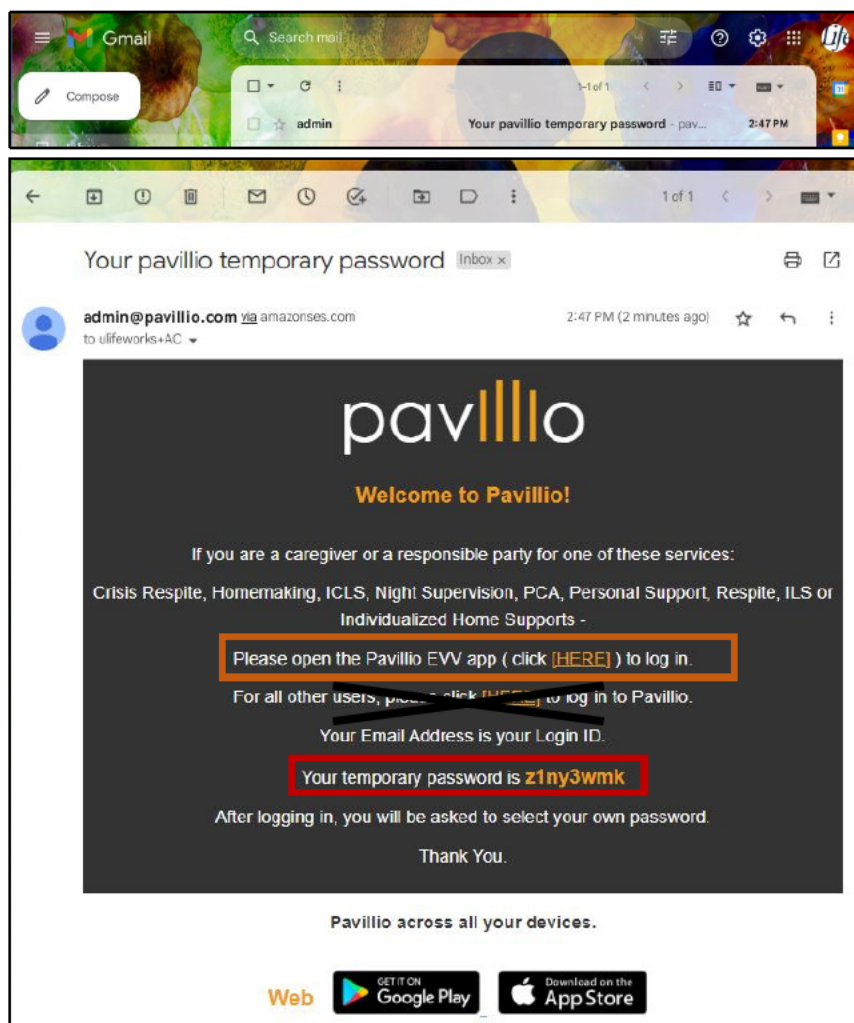 Gmail
Search mail
Compose
1–1 of 1
admin Your pavillio temporary password - pav... 2:47 PM
1 of 1
Your pavillio temporary password Inbox ×
admin@pavillio.com via amazonses.com 2:47 PM (2 minutes ago)
to ulifeworks+AC
pavillio
Welcome to Pavillio!
If you are a caregiver or a responsible party for one of these services:
Crisis Respite, Homemaking, ICLS, Night Supervision, PCA, Personal Support, Respite, ILS or
Individualized Home Supports -
Please open the Pavillio EVV app ( click [HERE] ) to log in.
For all other users, please click [HERE] to log in to Pavillio.
Your Email Address is your Login ID.
Your temporary password is z1ny3wmk
After logging in, you will be asked to select your own password.
Thank You.
Pavillio across all your devices.
Web GET IT ON Google Play Download on the App Store